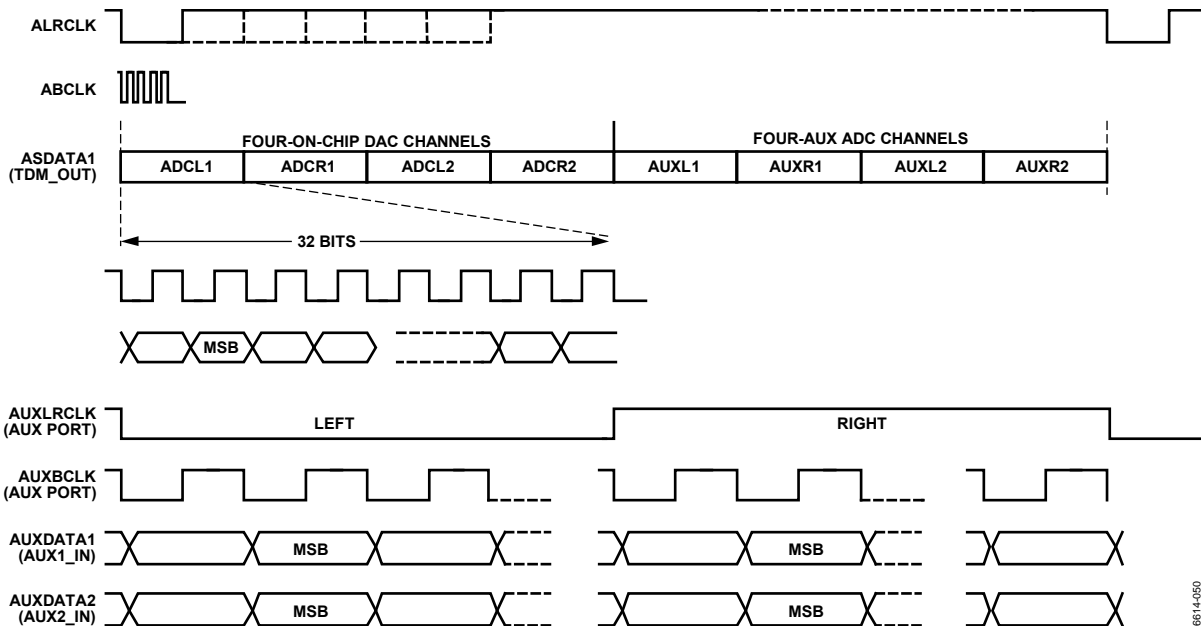 ALRCLK
ABCLK
FOUR-ON-CHIP DAC CHANNELS
FOUR-AUX ADC CHANNELS
ASDATA1
(TDM_OUT)
ADCL1
ADCR1
ADCL2
ADCR2
AUXL1
AUXR1
AUXL2
AUXR2
32 BITS
MSB
AUXLRCLK
(AUX PORT)
LEFT
RIGHT
AUXBCLK
(AUX PORT)
AUXDATA1
(AUX1_IN)
MSB
MSB
AUXDATA2
(AUX2_IN)
MSB
MSB
6614-050